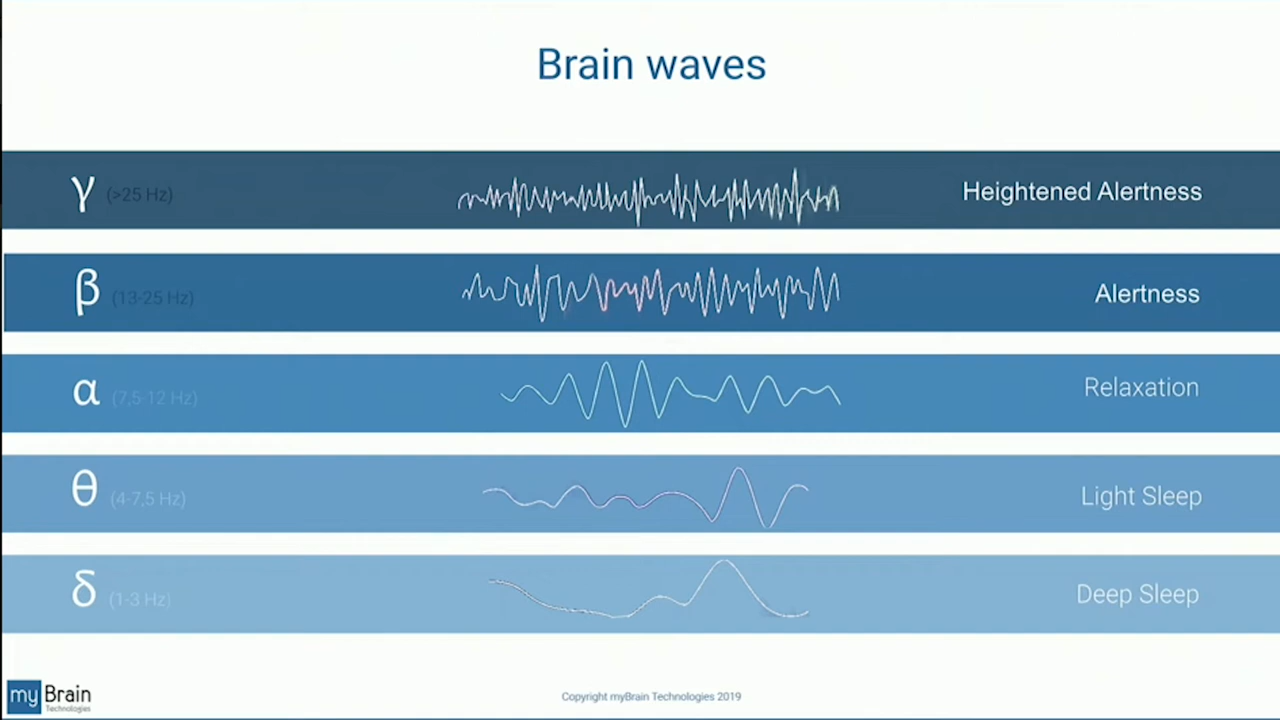 Brain waves
γ (>25 Hz) Heightened Alertness
β (13-25 Hz) Alertness
α (7,5-12 Hz) Relaxation
θ (4-7,5 Hz) Light Sleep
δ (1-3 Hz) Deep Sleep
my Brain
Technologies
Copyright myBrain Technologies 2019